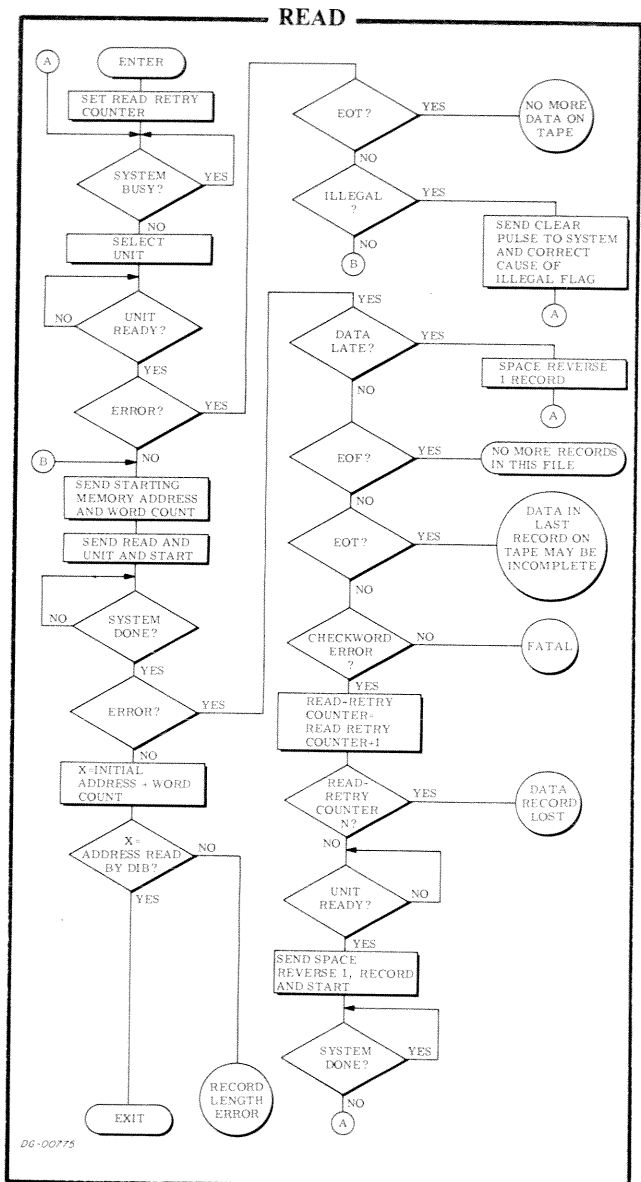 READ
A
ENTER
SET READ RETRY
COUNTER
SYSTEM
BUSY?
YES
NO
SELECT
UNIT
NO
UNIT
READY?
YES
ERROR?
YES
B
NO
SEND STARTING
MEMORY ADDRESS
AND WORD COUNT
SEND READ AND
UNIT AND START
NO
SYSTEM
DONE?
YES
ERROR?
YES
NO
X=INITIAL
ADDRESS + WORD
COUNT
X=
ADDRESS READ
BY DIB?
NO
YES
RECORD
LENGTH
ERROR
EXIT
EOT?
YES
NO MORE
DATA ON
TAPE
NO
ILLEGAL
?
YES
NO
B
SEND CLEAR
PULSE TO SYSTEM
AND CORRECT
CAUSE OF
ILLEGAL FLAG
A
YES
DATA
LATE?
YES
NO
SPACE REVERSE
1 RECORD
A
EOF?
YES
NO MORE RECORDS
IN THIS FILE
NO
EOT?
YES
DATA IN
LAST
RECORD ON
TAPE MAY BE
INCOMPLETE
NO
CHECKWORD
ERROR
?
NO
FATAL
YES
READ-RETRY
COUNTER=
READ RETRY
COUNTER+1
READ-
RETRY
COUNTER
N?
YES
DATA
RECORD
LOST
NO
UNIT
READY?
NO
YES
SEND SPACE
REVERSE 1, RECORD
AND START
SYSTEM
DONE?
YES
NO
A
DG-00775